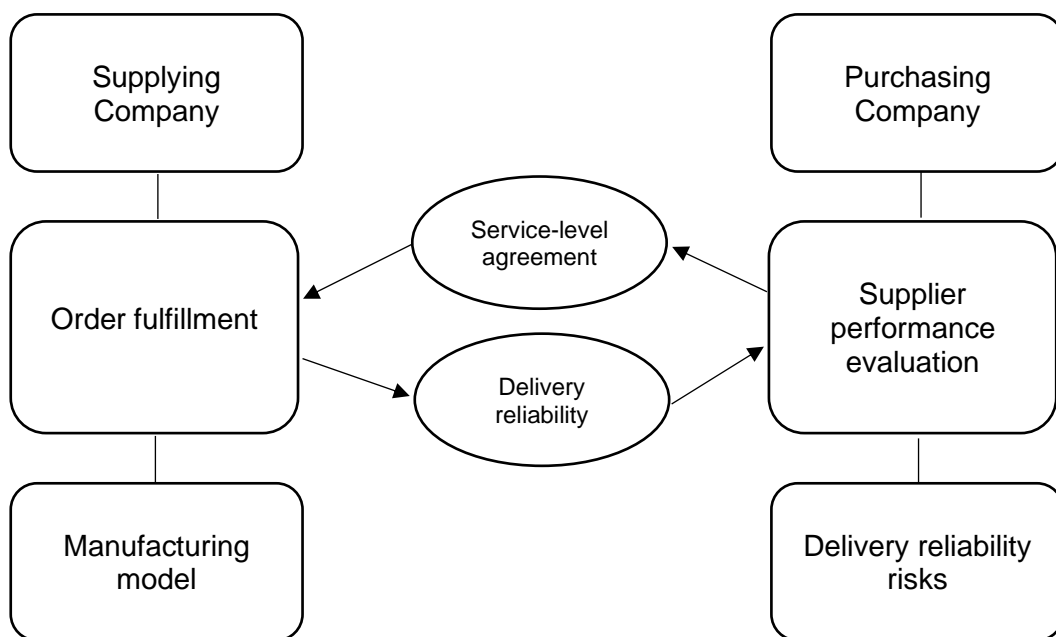 Supplying
Company
Purchasing
Company
Service-level
agreement
Order fulfillment
Supplier
performance
evaluation
Delivery
reliability
Manufacturing
model
Delivery reliability
risks